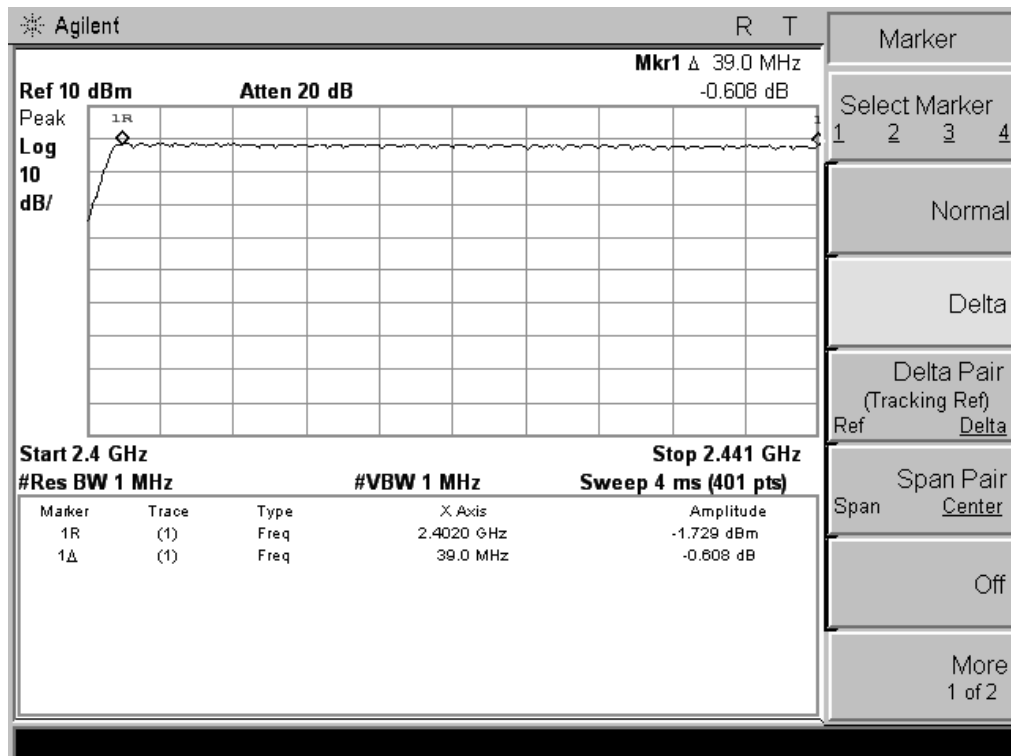 Agilent R T
Mkr1 Δ 39.0 MHz
Ref 10 dBm Atten 20 dB -0.608 dB
Peak
Log
10
dB/
1R
1
Start 2.4 GHz Stop 2.441 GHz
#Res BW 1 MHz #VBW 1 MHz Sweep 4 ms (401 pts)
Marker Trace Type X Axis Amplitude
1R (1) Freq 2.4020 GHz -1.729 dBm
1Δ (1) Freq 39.0 MHz -0.608 dB
Marker
Select Marker
1 2 3 4
Normal
Delta
Delta Pair
(Tracking Ref)
Ref Delta
Span Pair
Span Center
Off
More
1 of 2